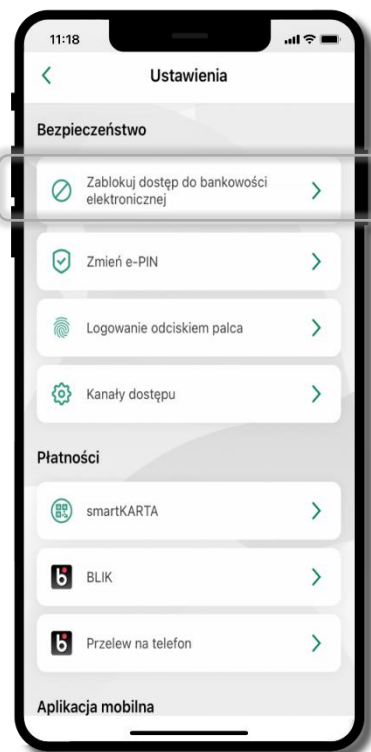 11:18
Ustawienia
Bezpieczeństwo
Zablokuj dostęp do bankowości
elektronicznej
Zmień e-PIN
Logowanie odciskiem palca
Kanały dostępu
Płatności
smartKARTA
BLIK
Przelew na telefon
Aplikacja mobilna